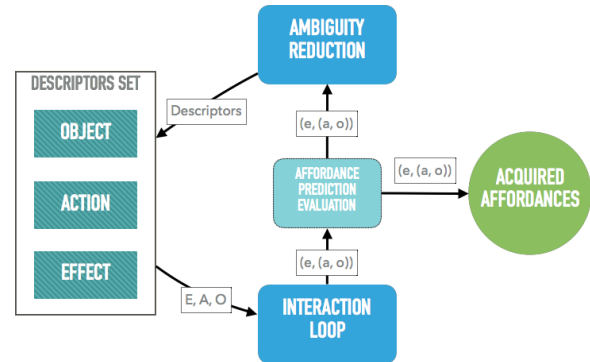 AMBIGUITY
REDUCTION
DESCRIPTORS SET
Descriptors
OBJECT
(e, (a, o))
AFFORDANCE
PREDICTION
EVALUATION
(e, (a, o))
ACQUIRED
AFFORDANCES
ACTION
EFFECT
(e, (a, o))
E, A, O
INTERACTION
LOOP